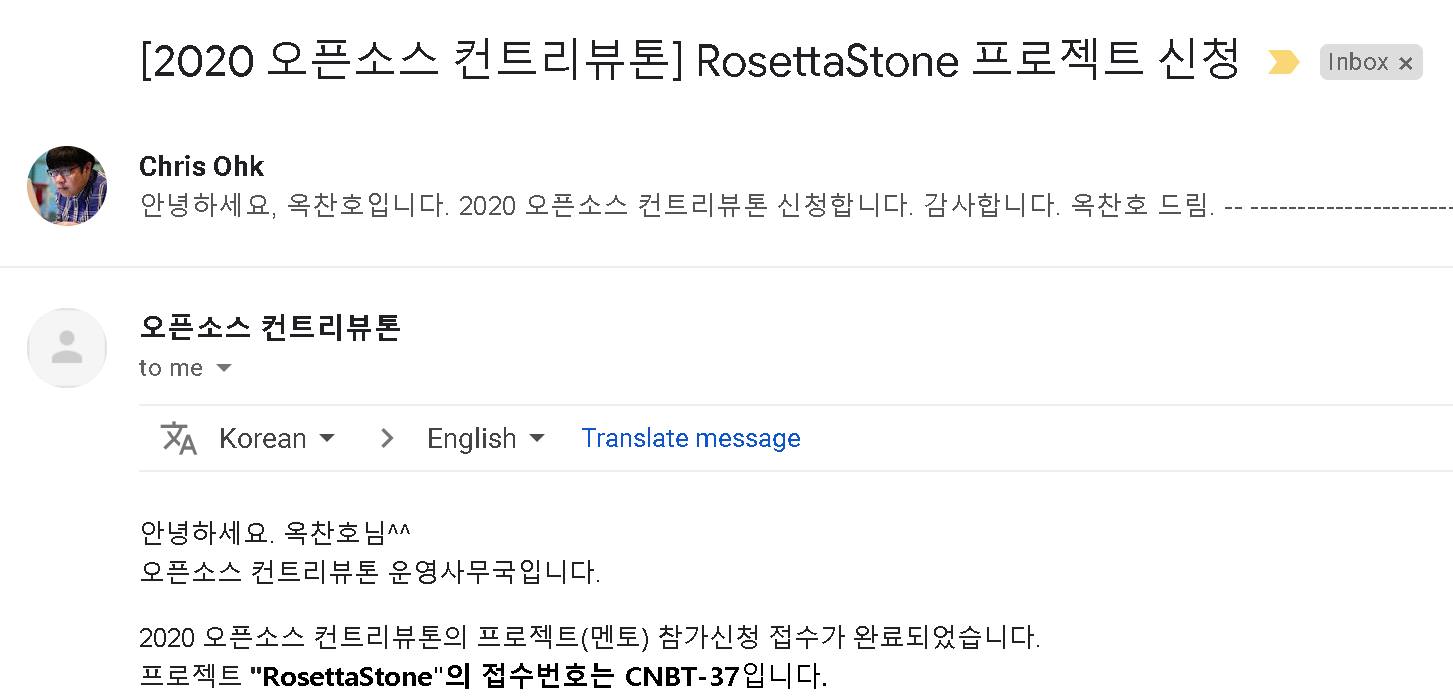 [2020 오픈소스 컨트리뷰톤] RosettaStone 프로젝트 신청
Inbox ×
Chris Ohk
안녕하세요, 옥찬호입니다. 2020 오픈소스 컨트리뷰톤 신청합니다. 감사합니다. 옥찬호 드림. -- ----------------------
오픈소스 컨트리뷰톤
to me
Korean > English Translate message
안녕하세요. 옥찬호님^^
오픈소스 컨트리뷰톤 운영사무국입니다.
2020 오픈소스 컨트리뷰톤의 프로젝트(멘토) 참가신청 접수가 완료되었습니다.
프로젝트 "RosettaStone"의 접수번호는 CNBT-37입니다.